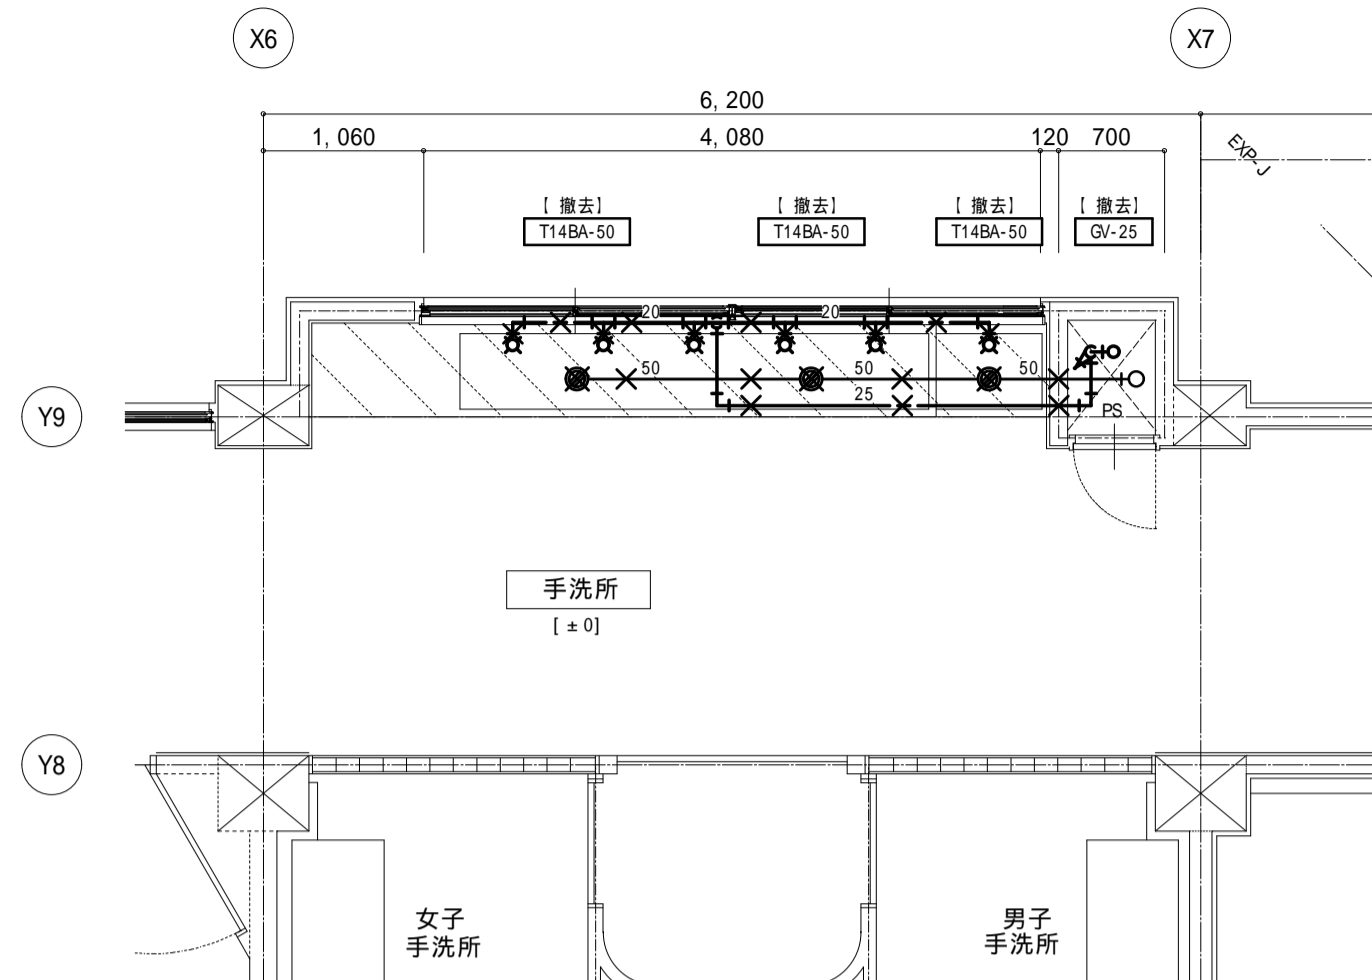 X6
X7
6, 200
1, 060
4, 080
120
700
EXP-J
【 撤去】
【 撤去】
【 撤去】
【 撤去】
T14BA-50
T14BA-50
T14BA-50
GV-25
20
20
50
50
50
25
Y9
PS
手洗所
[ ±0]
Y8
女子
手洗所
男子
手洗所